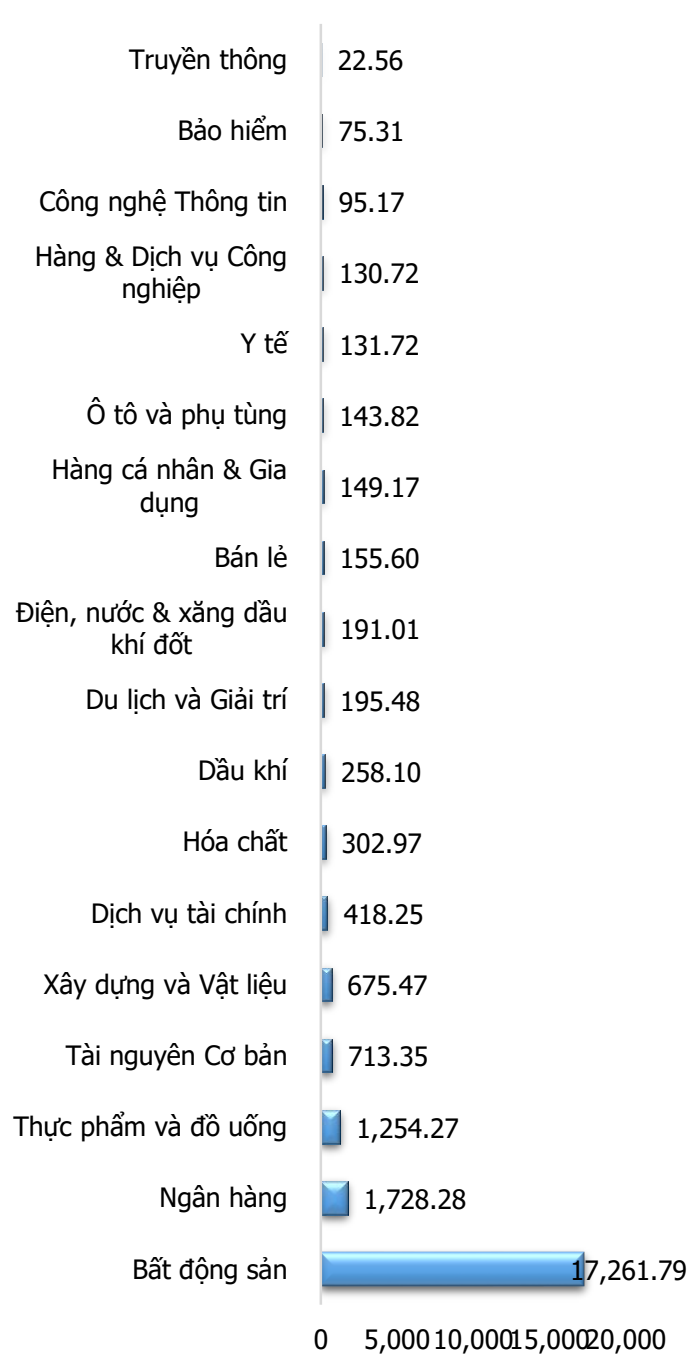 Truyền thông 22.56
Bảo hiểm 75.31
Công nghệ Thông tin 95.17
Hàng & Dịch vụ Công
nghiệp 130.72
Y tế 131.72
Ô tô và phụ tùng 143.82
Hàng cá nhân & Gia
dụng 149.17
Bán lẻ 155.60
Điện, nước & xăng dầu
khí đốt 191.01
Du lịch và Giải trí 195.48
Dầu khí 258.10
Hóa chất 302.97
Dịch vụ tài chính 418.25
Xây dựng và Vật liệu 675.47
Tài nguyên Cơ bản 713.35
Thực phẩm và đồ uống 1,254.27
Ngân hàng 1,728.28
Bất động sản 17,261.79
0 5,000 10,000 15,000 20,000